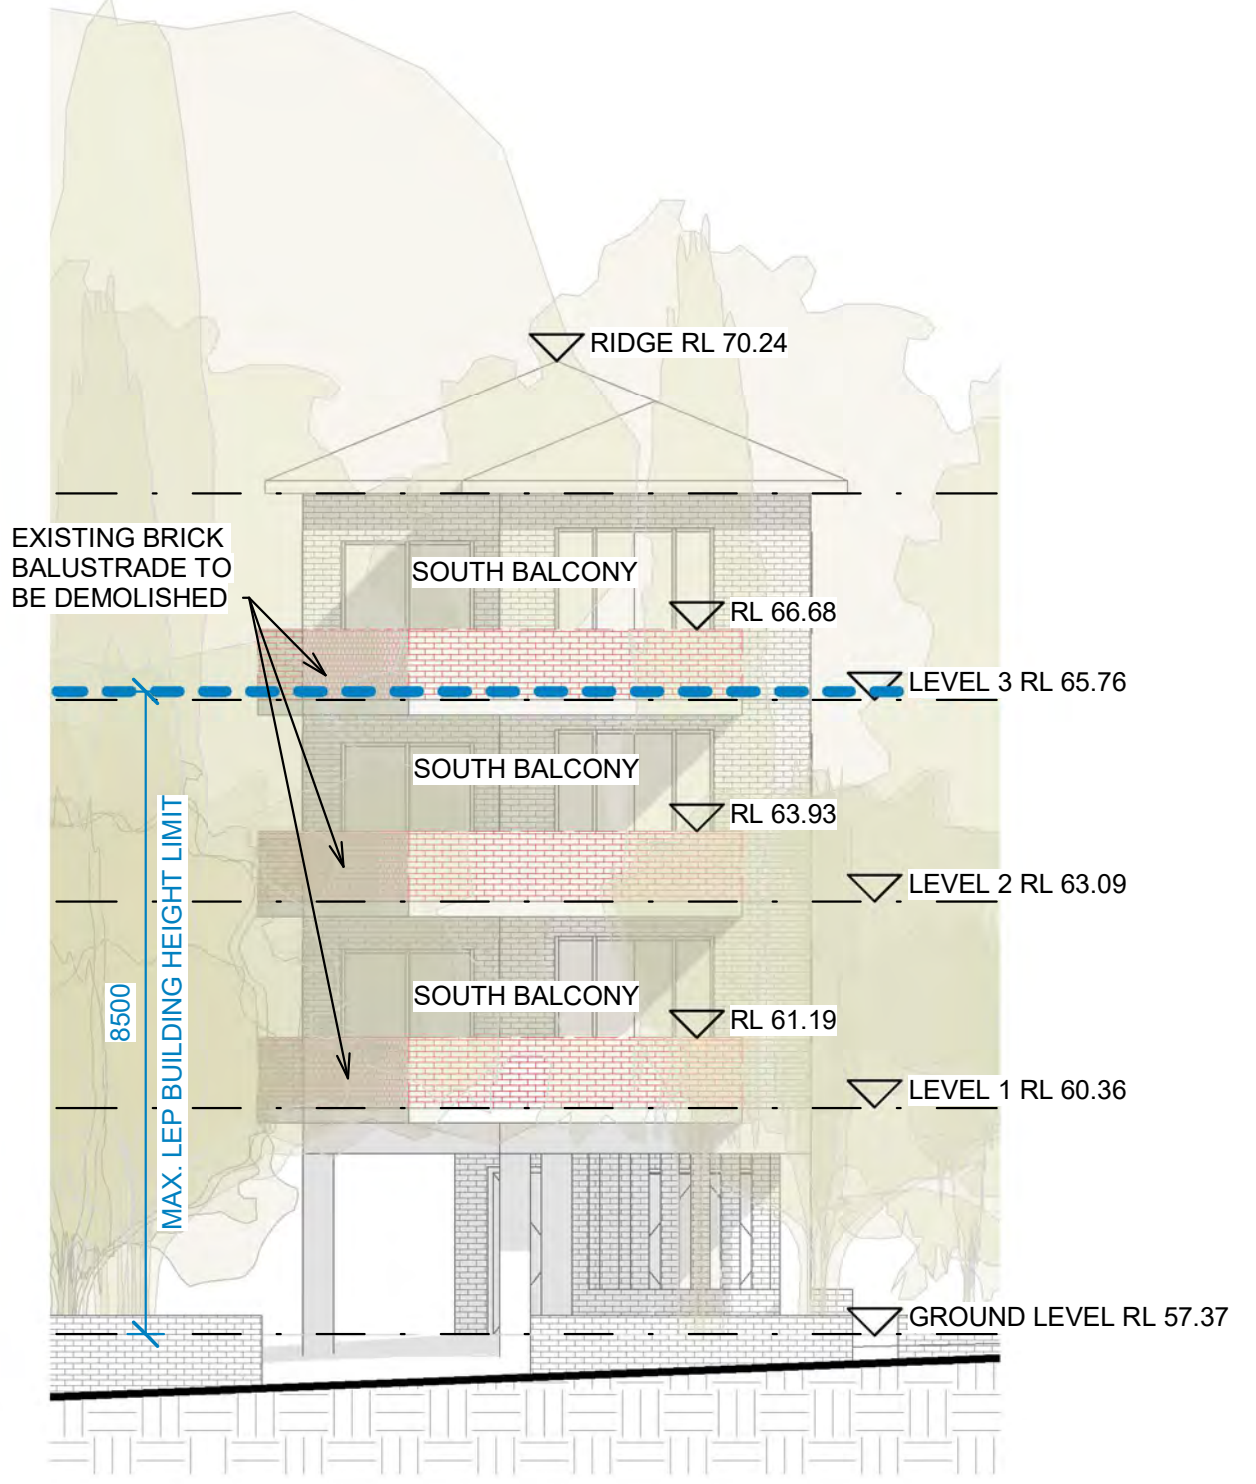 RIDGE RL 70.24
EXISTING BRICK
BALUSTRADE TO
BE DEMOLISHED
SOUTH BALCONY
RL 66.68
LEVEL 3 RL 65.76
SOUTH BALCONY
RL 63.93
LEVEL 2 RL 63.09
SOUTH BALCONY
RL 61.19
LEVEL 1 RL 60.36
8500
MAX. LEP BUILDING HEIGHT LIMIT
GROUND LEVEL RL 57.37